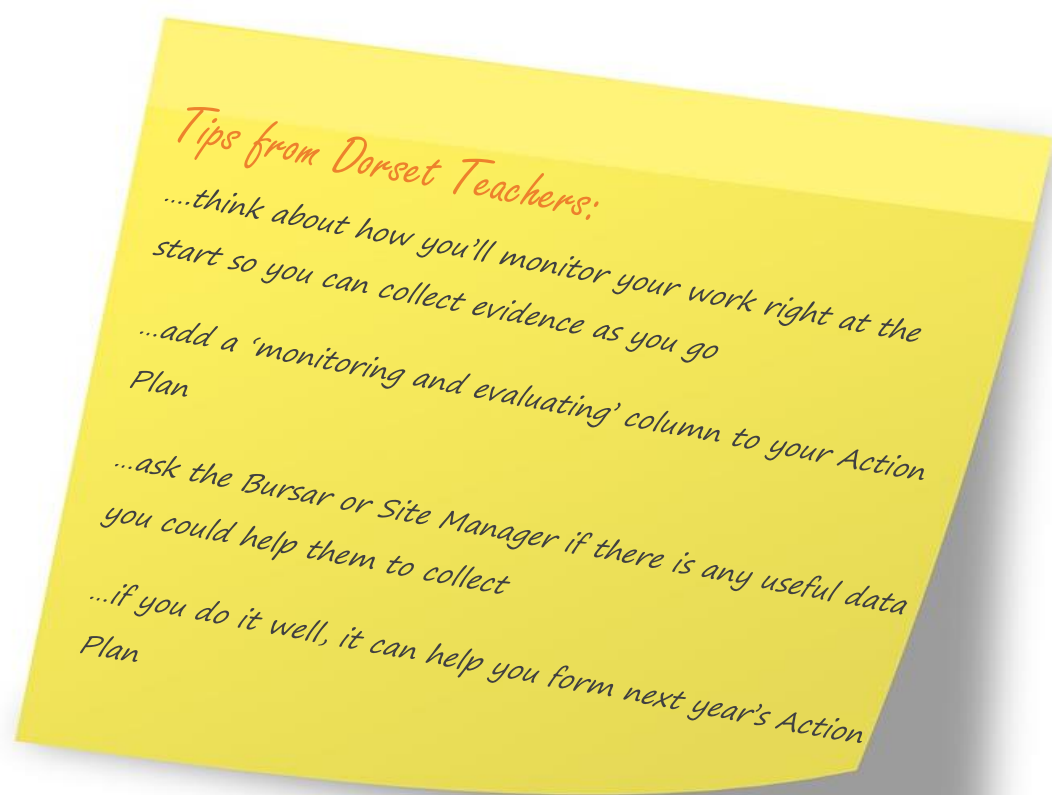 Tips from Dorset Teachers:
....think about how you'll monitor your work right at the
start so you can collect evidence as you go
...add a ‘monitoring and evaluating’ column to your Action
Plan
...ask the Bursar or Site Manager if there is any useful data
you could help them to collect
...if you do it well, it can help you form next year's Action
Plan